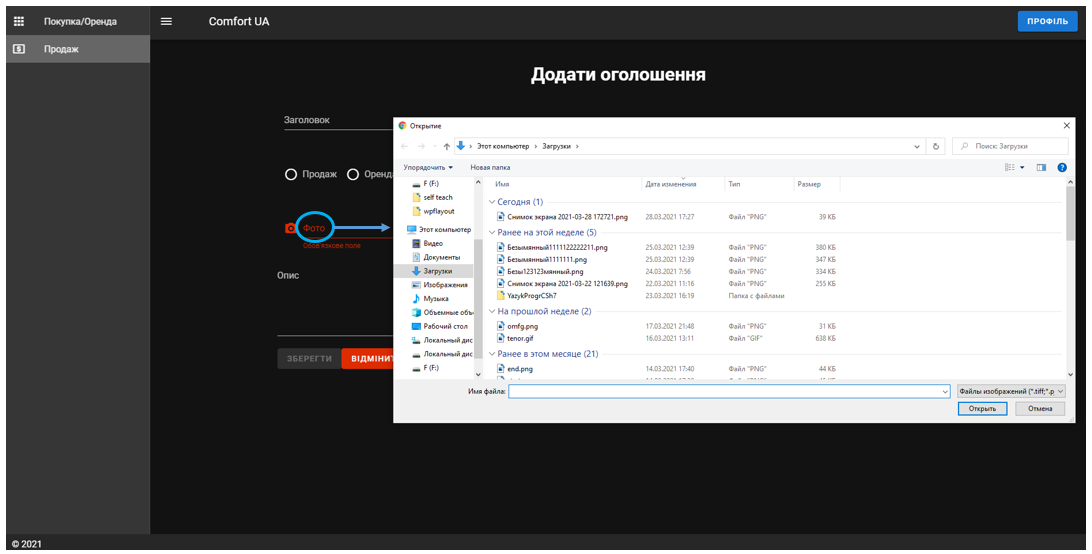 Покупка/Оренда
Comfort UA
ПРОФІЛЬ
Продаж
Додати оголошення
Заголовок
Продаж
Оренд
Фото
Обов'язкове поле
Опис
ЗБЕРЕГТИ
ВІДМІНИТ
Открытие
Этот компьютер
Загрузки
Поиск: Загрузки
Упорядочить
Новая папка
F (F:)
self teach
wpflayout
Этот компьютер
Видео
Документы
Загрузки
Изображения
Музыка
Объемные объ
Рабочий стол
Локальный дис
Локальный дис
F (F:)
Имя Дата изменения Тип Размер
Сегодня (1)
Снимок экрана 2021-03-28 172721.png 28.03.2021 17:27 Файл "PNG" 39 КБ
Ранее на этой неделе (5)
Безымянный1111122222211.png 25.03.2021 12:39 Файл "PNG" 380 КБ
Безымянный1111111.png 25.03.2021 12:39 Файл "PNG" 347 КБ
Безы123123мянный.png 24.03.2021 7:56 Файл "PNG" 334 КБ
Снимок экрана 2021-03-22 121639.png 22.03.2021 11:16 Файл "PNG" 255 КБ
YazykProgrCSh7 23.03.2021 16:19 Папка с файлами
На прошлой неделе (2)
omfg.png 17.03.2021 21:48 Файл "PNG" 31 КБ
tenor.gif 16.03.2021 13:11 Файл "GIF" 638 КБ
Ранее в этом месяце (21)
end.png 14.03.2021 17:40 Файл "PNG" 44 КБ
Имя файла:
Файлы изображений (*.tiff;*.p
Открыть
Отмена
© 2021